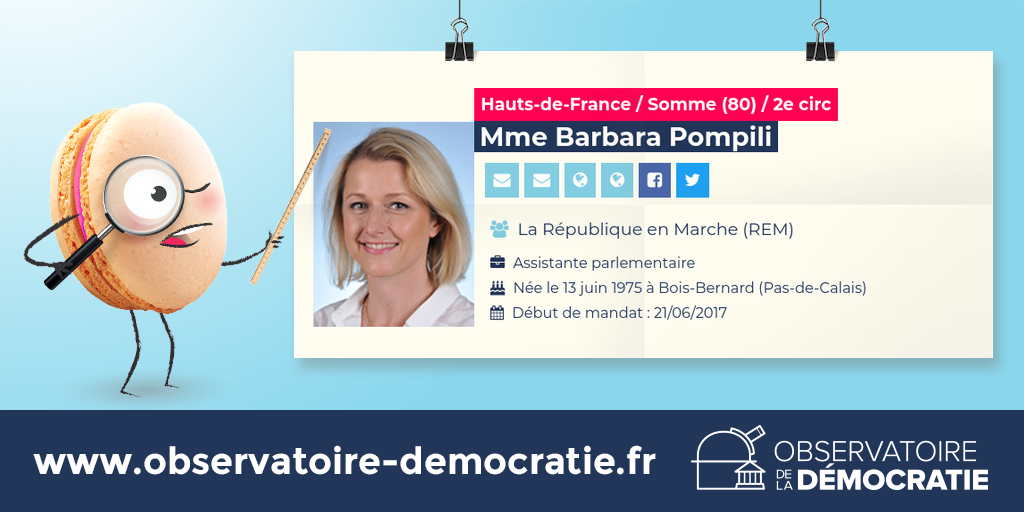 Hauts-de-France / Somme (80) / 2e circ
Mme Barbara Pompili
La République en Marche (REM)
Assistante parlementaire
Née le 13 juin 1975 à Bois-Bernard (Pas-de-Calais)
Début de mandat : 21/06/2017
www.observatoire-democratie.fr
OBSERVATOIRE
DE LA DÉMOCRATIE